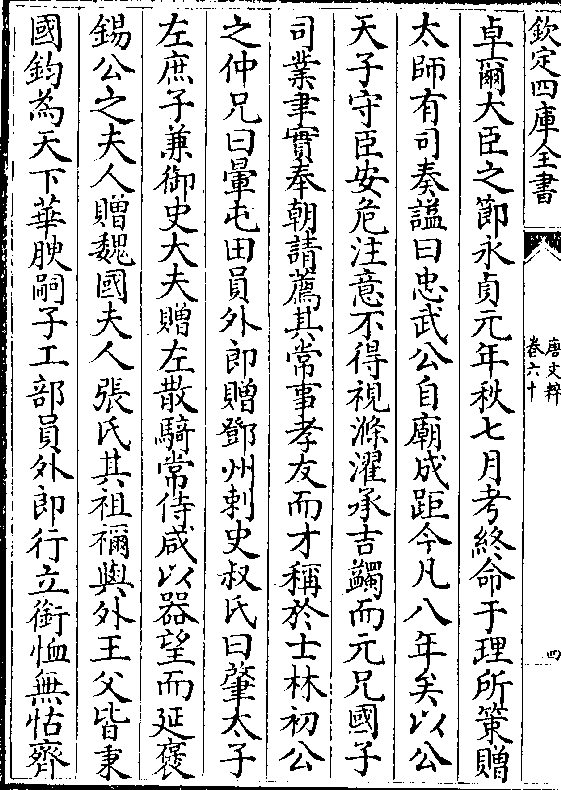 欽定四庫全書
唐文粹
卷六十
四
卓爾大臣之節永貞元年秋七月考終命于理所策贈
太師有司奏諡曰忠武公自廟成距今凡八年矣以公
天子守臣安危注意不得視滌濯承吉蠲而元兄國子
司業聿實奉朝請薦其常事孝友而才稱於士林初公
之仲兄曰暈屯田員外郎贈鄧州刺史叔氏曰肇太子
左庶子兼御史大夫贈左散騎常侍咸以器望而延褒
錫公之夫人贈魏國夫人張氏其祖禰與外王父皆秉
國鈞為天下華腴嗣子工部員外郎行立銜恤無怙齊